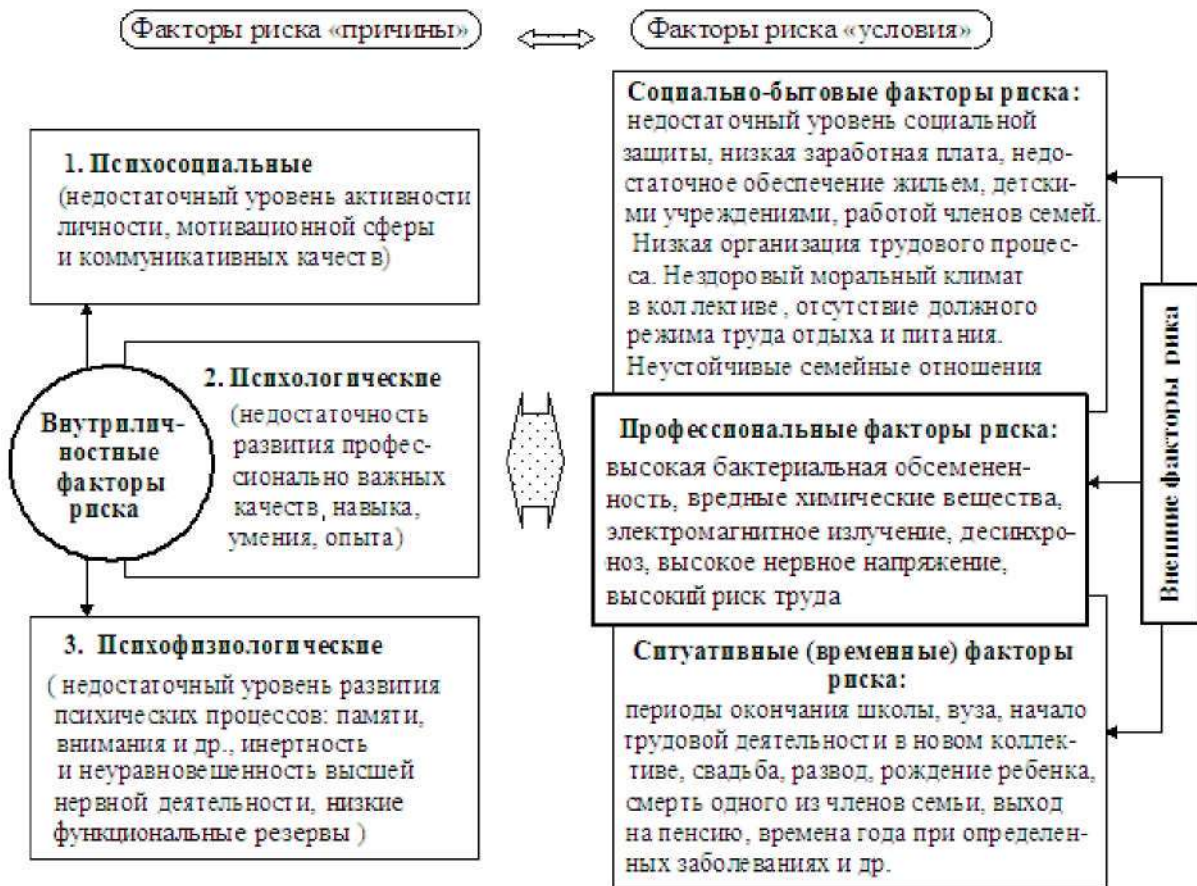 Факторы риска «причины»
Факторы риска «условия»
1. Психосоциальные
(недостаточный уровень активности
личности, мотивационной сферы
и коммуникативных качеств)
Внутрилич-
ностные
факторы
риска
2. Психологические
(недостаточность
развития профес-
сионально важных
качеств, навыка,
умения, опыта)
3. Психофизиологические
( недостаточный уровень развития
психических процессов: памяти,
внимания и др., инертность
и неуравновешенность высшей
нервной деятельности, низкие
функциональные резервы )
Социально-бытовые факторы риска:
недостаточный уровень социальной
защиты, низкая заработная плата, недо-
статочное обеспечение жильем, детски-
ми учреждениями, работой членов семей.
Низкая организация трудового процес-
са. Нездоровый моральный климат
в коллективе, отсутствие должного
режима труда отдыха и питания.
Неустойчивые семейные отношения
Профессиональные факторы риска:
высокая бактериальная обсеменен-
ность, вредные химические вещества,
электромагнитное излучение, десинхро-
ноз, высокое нервное напряжение,
высокий риск труда
Ситуативные (временные) факторы
риска:
периоды окончания школы, вуза, начало
трудовой деятельности в новом коллек-
тиве, свадьба, развод, рождение ребенка,
смерть одного из членов семьи, выход
на пенсию, времена года при определен-
ных заболеваниях и др.
Внешние факторы рика